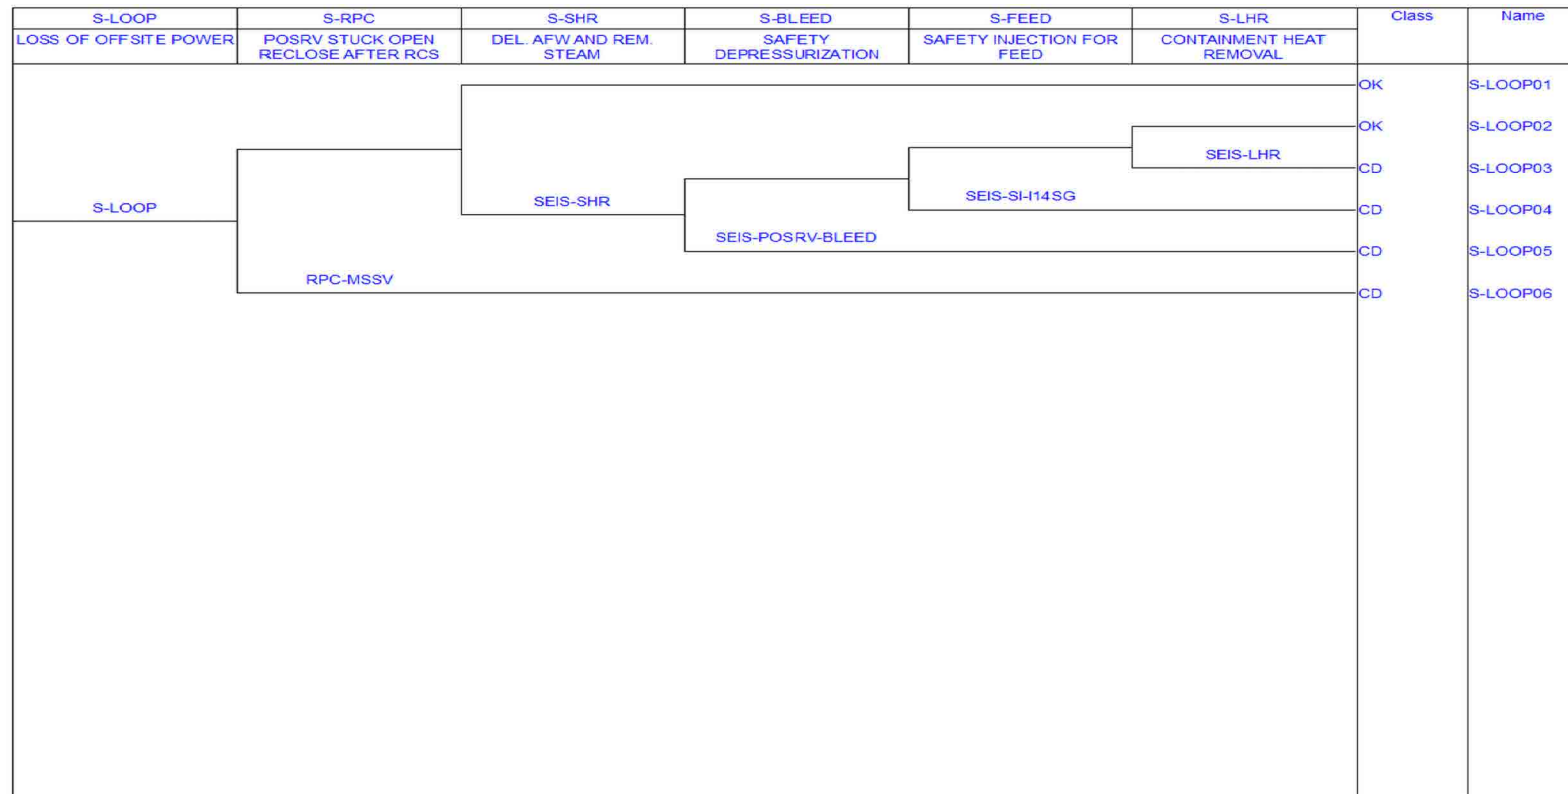 S-LOOP S-RPC S-SHR S-BLEED S-FEED S-LHR Class Name
LOSS OF OFFSITE POWER POSRV STUCK OPEN DEL. AFW AND REM. SAFETY SAFETY INJECTION FOR CONTAINMENT HEAT
RECLOSE AFTER RCS STEAM DEPRESSURIZATION FEED REMOVAL
OK S-LOOP01
OK S-LOOP02
SEIS-LHR
CD S-LOOP03
SEIS-SHR SEIS-SI-I14SG
S-LOOP
CD S-LOOP04
SEIS-POSRV-BLEED
CD S-LOOP05
RPC-MSSV
CD S-LOOP06